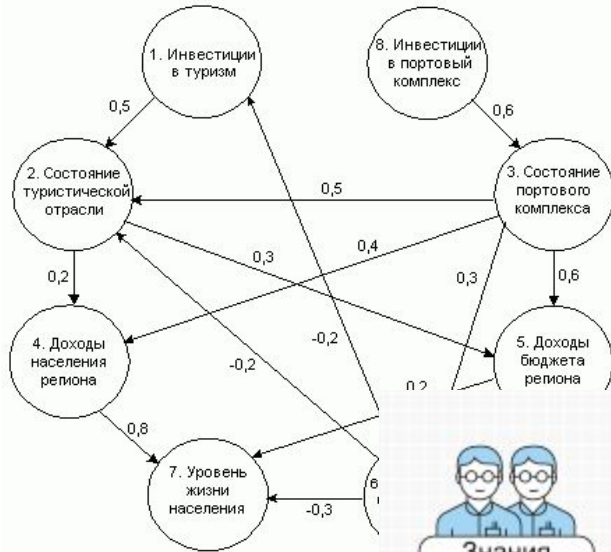 1. Инвестиции
в туризм
8. Инвестиции
в портовый
комплекс
0,5
0,6
2. Состояние
туристической
отрасли
0,5
3. Состояние
портового
комплекса
0,4
0,3
0,3
0,2
0,6
4. Доходы
населения
региона
-0,2
-0,2
5. Доходы
бюджета
региона
0,2
0,8
7. Уровень
жизни
населения
-0,3
6
Знания